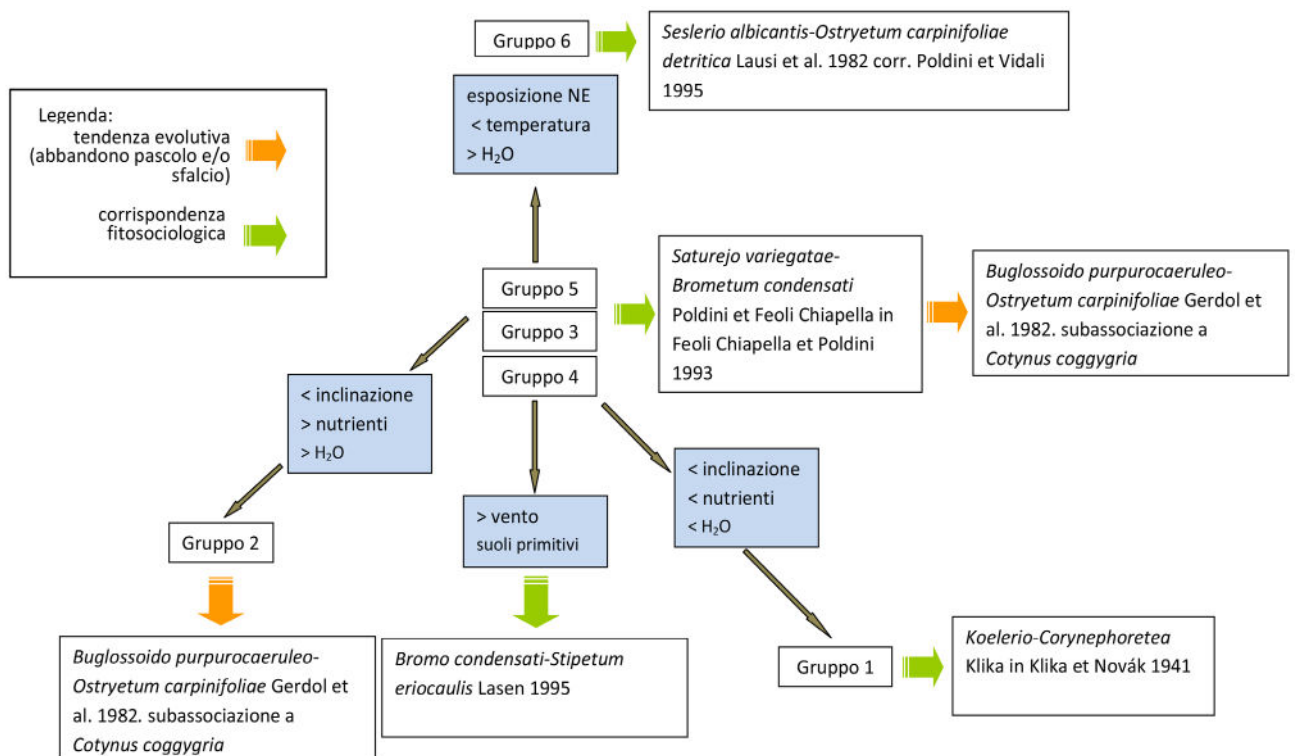 Gruppo 6
Seslerio albicantis-Ostryetum carpinifoliae
detritica Lausi et al. 1982 corr. Poldini et Vidali
1995
esposizione NE
< temperatura
> H₂O
Legenda:
tendenza evolutiva
(abbandono pascolo e/o
sfalcio)
corrispondenza
fitosociologica
Gruppo 5
Gruppo 3
Gruppo 4
Saturejo variegatae-
Brometum condensati
Poldini et Feoli Chiapella in
Feoli Chiapella et Poldini
1993
Buglossoido purpurocaeruleo-
Ostryetum carpinifoliae Gerdol et
al. 1982. subassociazione a
Cotynus coggygria
< inclinazione
> nutrienti
> H₂O
< inclinazione
< nutrienti
< H₂O
> vento
suoli primitivi
Gruppo 2
Buglossoido purpurocaeruleo-
Ostryetum carpinifoliae Gerdol et
al. 1982. subassociazione a
Cotynus coggygria
Bromo condensati-Stipetum
eriocaulis Lasen 1995
Gruppo 1
Koelerio-Corynephoretea
Klika in Klika et Novák 1941